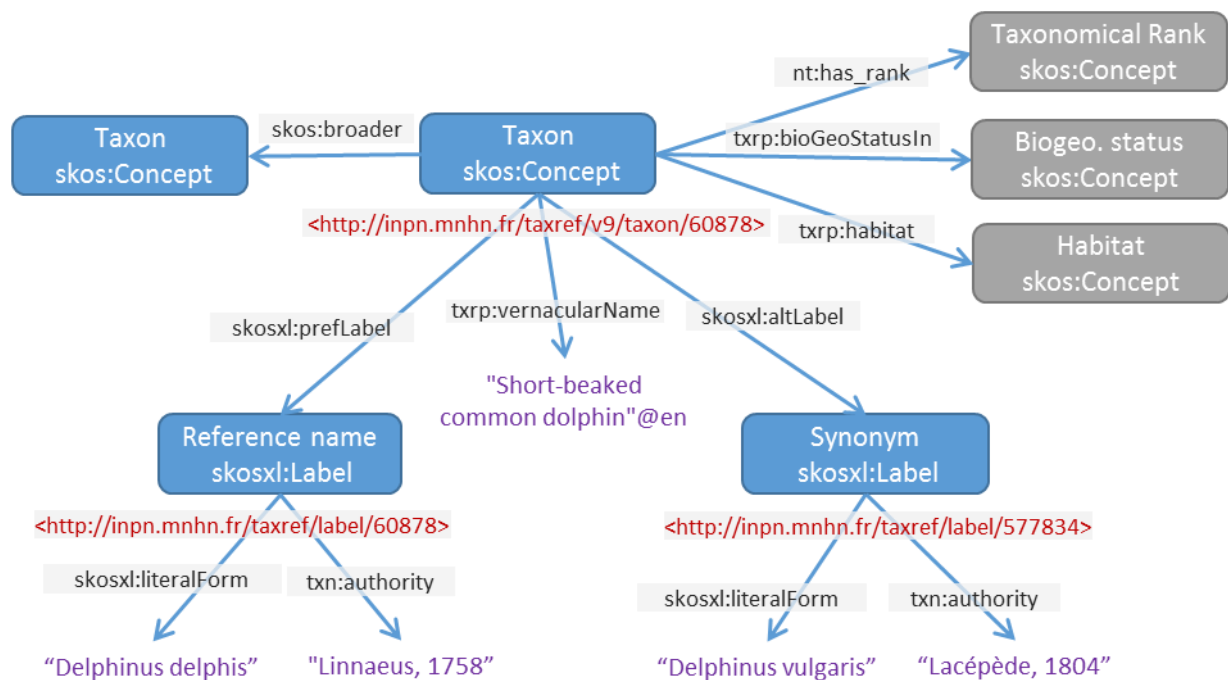 Taxonomical Rank
skos:Concept
nt:has_rank
Taxon
skos:Concept
skos:broader
Taxon
skos:Concept
txrp:bioGeoStatusIn
Biogeo. status
skos:Concept
<http://inpn.mnhn.fr/taxref/v9/taxon/60878>
txrp:habitat
Habitat
skos:Concept
skosxl:prefLabel
txrp:vernacularName
skosxl:altLabel
"Short-beaked
common dolphin"@en
Reference name
skosxl:Label
Synonym
skosxl:Label
<http://inpn.mnhn.fr/taxref/label/60878>
<http://inpn.mnhn.fr/taxref/label/577834>
skosxl:literalForm
txn:authority
skosxl:literalForm
txn:authority
“Delphinus delphis”
"Linnaeus, 1758”
“Delphinus vulgaris”
“Lacépède, 1804”